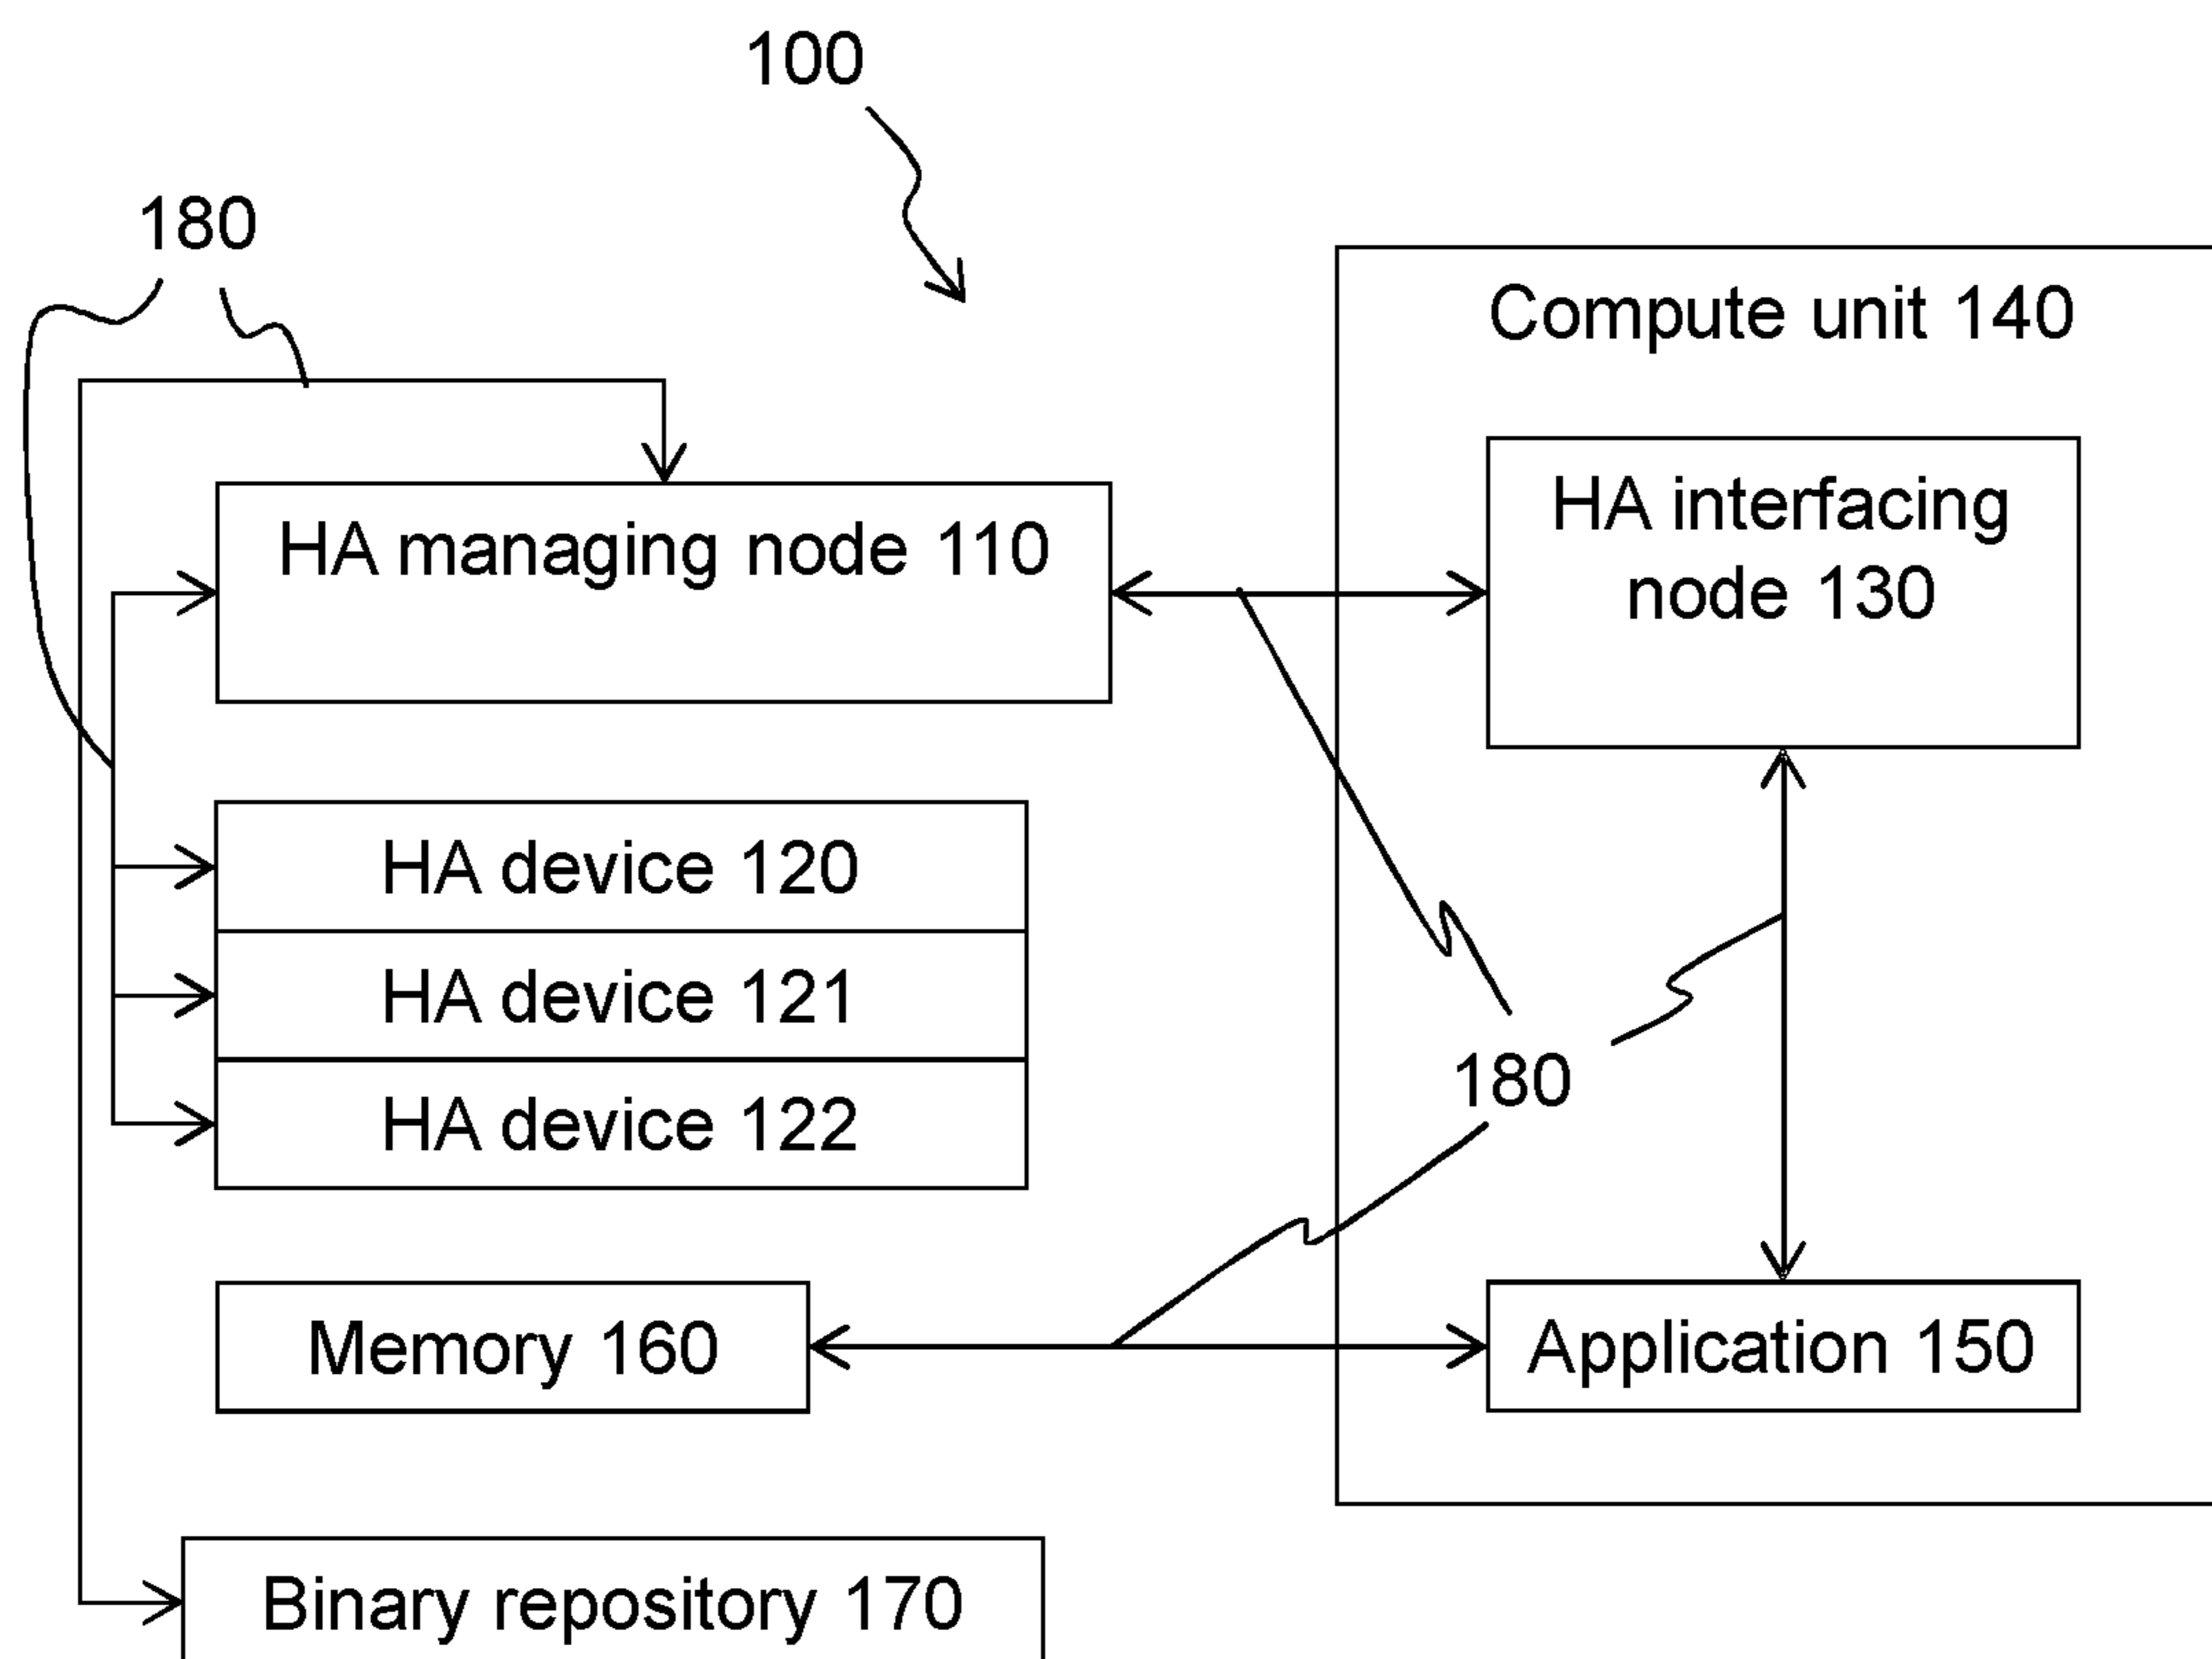 100
180
Compute unit 140
HA interfacing
node 130
HA managing node 110
HA device 120
HA device 121
HA device 122
180
Memory 160
Application 150
Binary repository 170